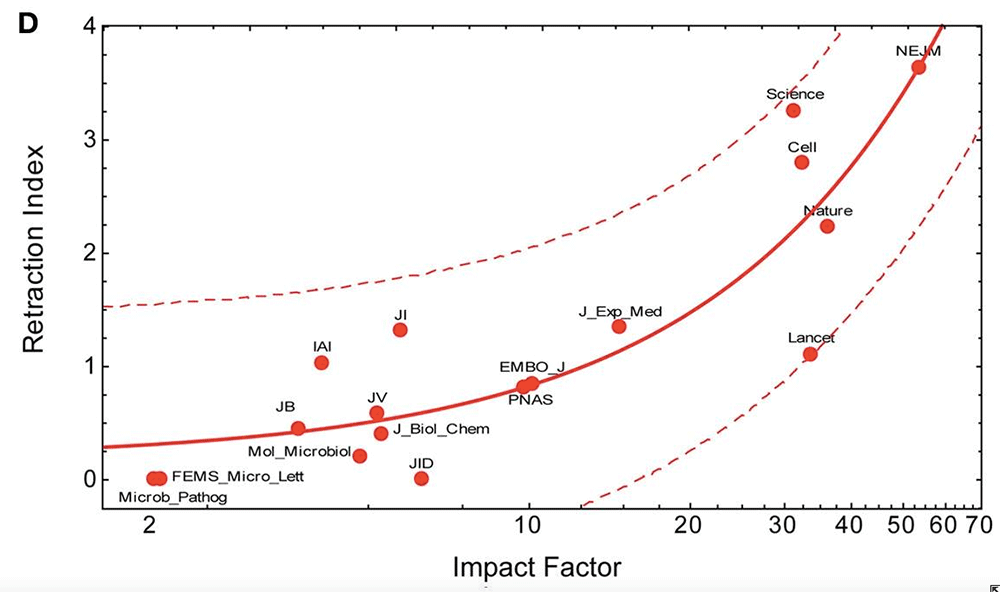 D
4
NEJM
Science
3
Cell
Nature
2
JI
J_Exp_Med
Lancet
IAI
1
EMBO_J
JV
PNAS
JB
J_Biol_Chem
Mol_Microbiol
JID
FEMS_Micro_Lett
0
Microb_Pathog
2 10 20 30 40 50 60 70
Impact Factor
Retraction Index